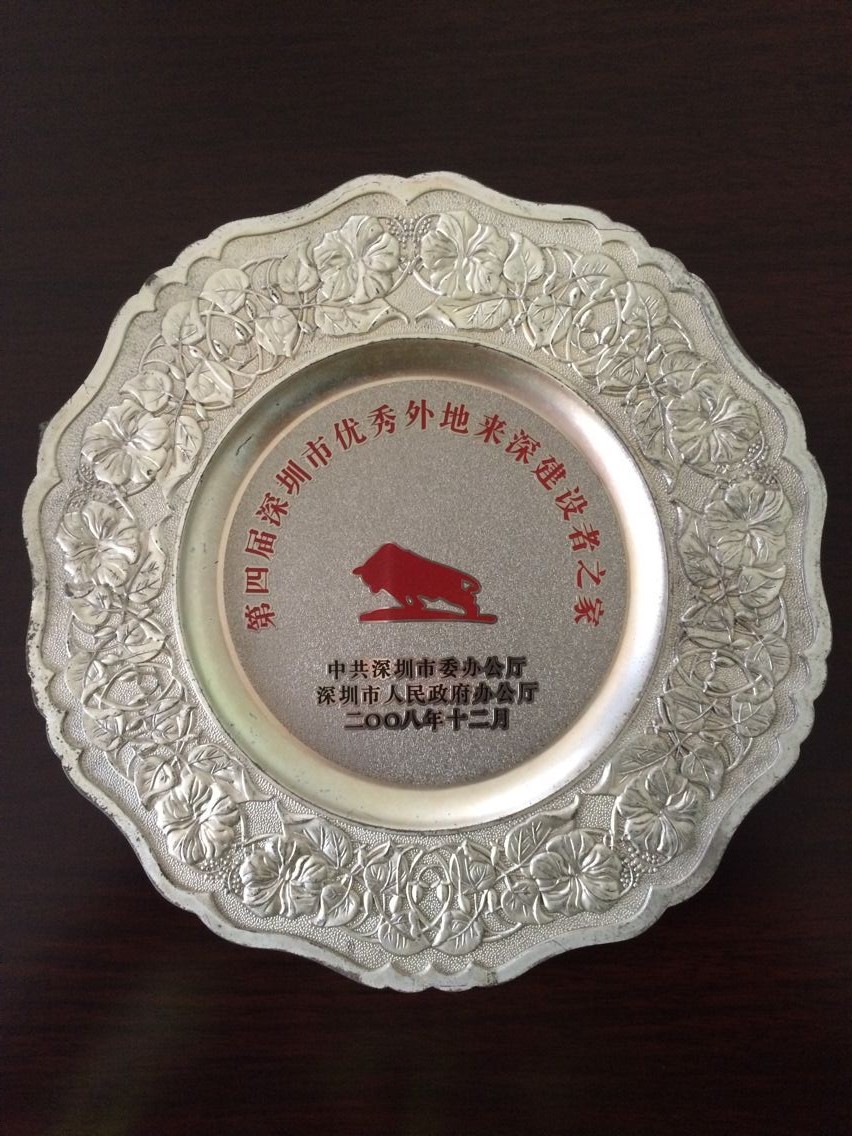 第四届深圳市优秀外地来深建设者之家
中共深圳市委办公厅
深圳市人民政府办公厅
二〇〇八年十二月